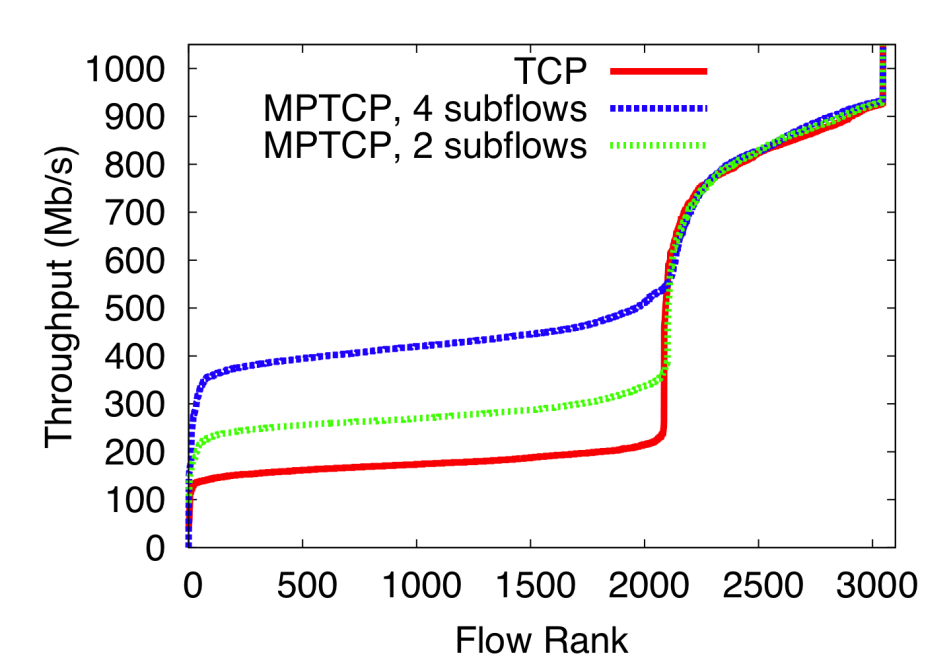 Throughput (Mb/s)
1000
900
800
700
600
500
400
300
200
100
0
TCP
MPTCP, 4 subflows
MPTCP, 2 subflows
0 500 1000 1500 2000 2500 3000
Flow Rank